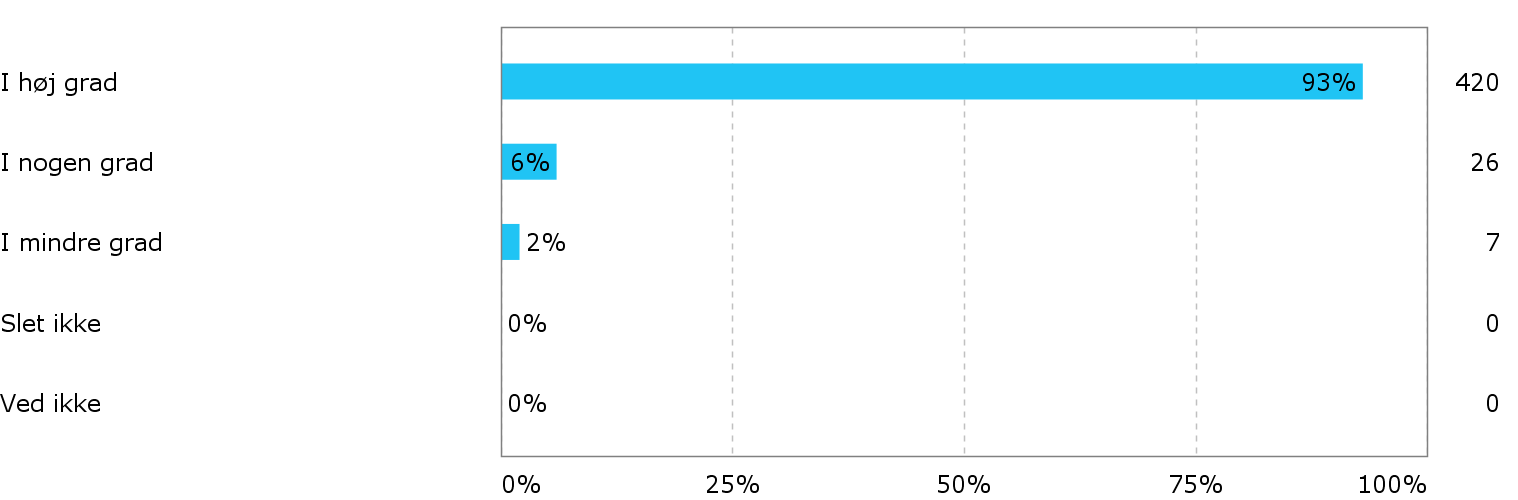 I høj grad 93% 420
I nogen grad 6% 26
I mindre grad 2% 7
Slet ikke 0% 0
Ved ikke 0% 0
0% 25% 50% 75% 100%